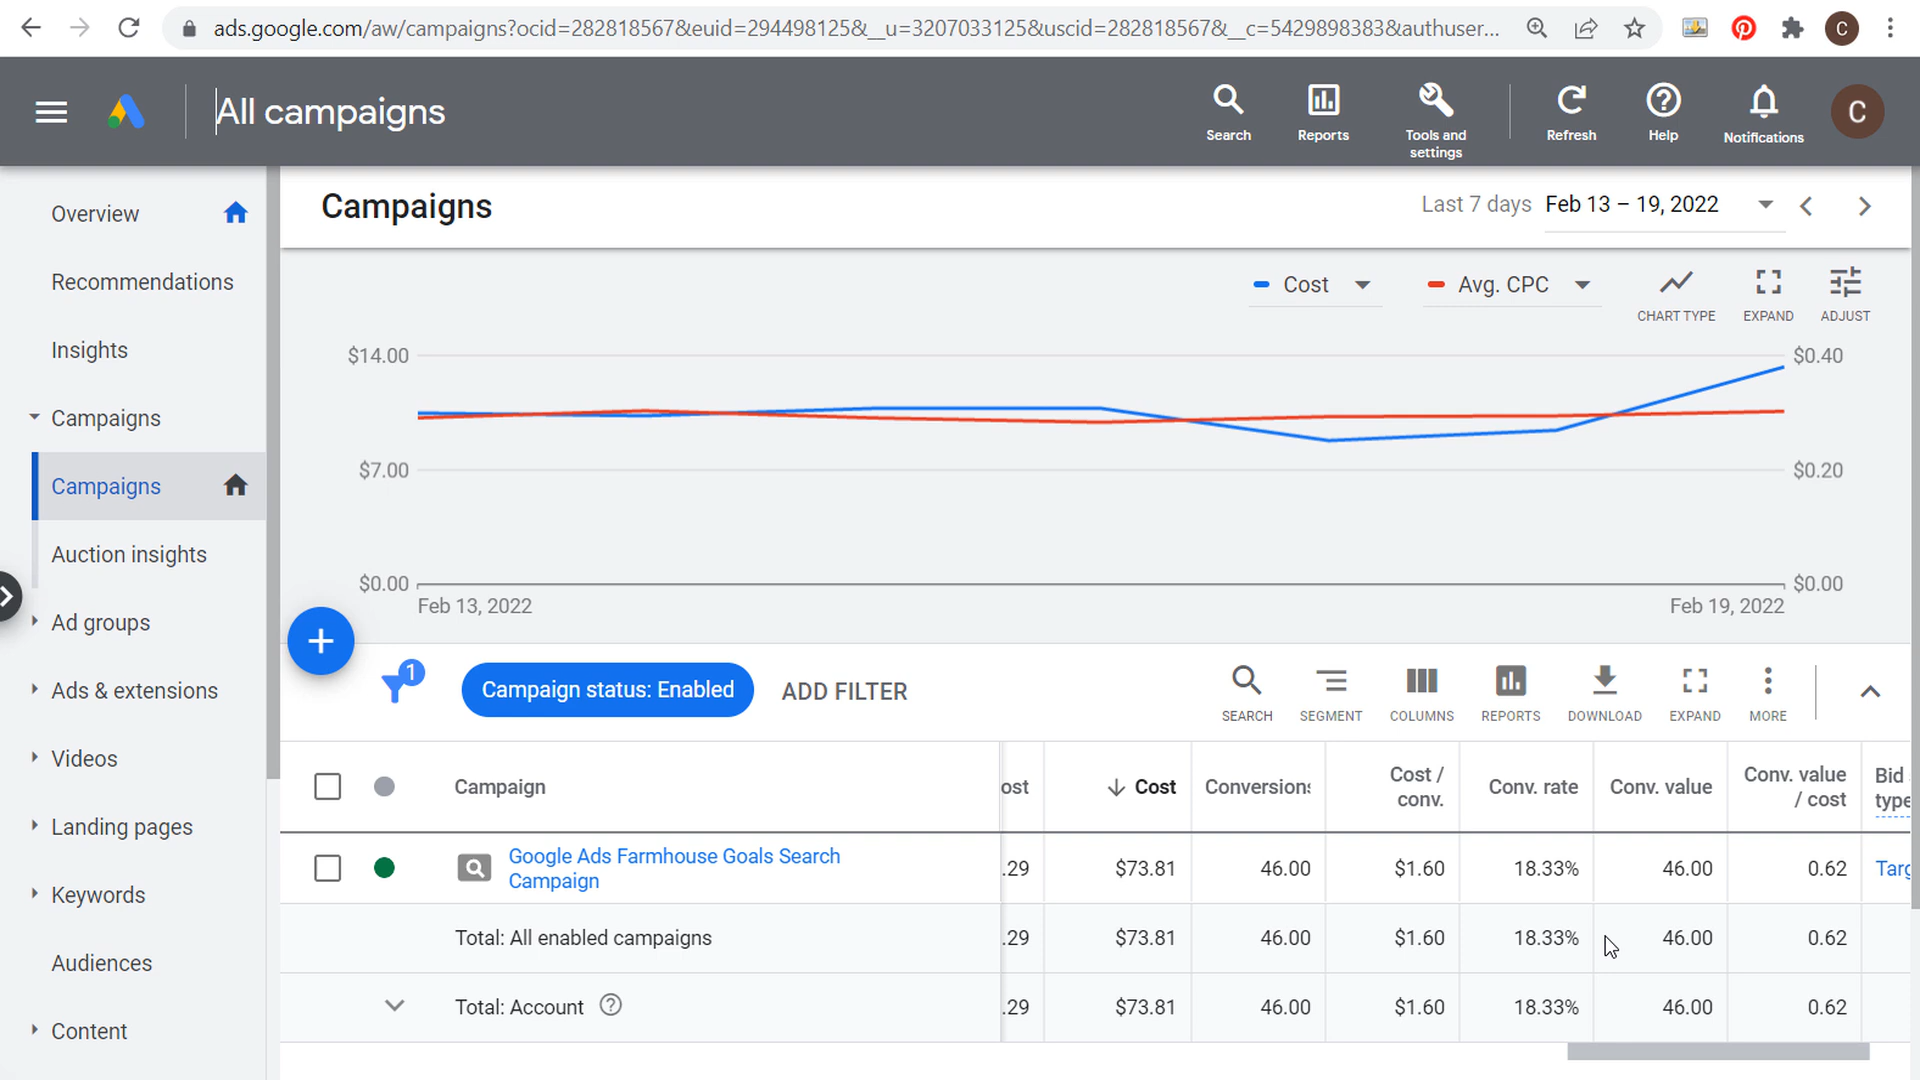 ads.google.com/aw/campaigns?ocid=282818567&euid=294498125&__u=3207033125&uscid=282818567&__c=5429898383&authuser...
C
All campaigns
Search
Reports
Tools and settings
Refresh
Help
Notifications
C
Overview
Recommendations
Insights
Campaigns
Campaigns
Auction insights
Ad groups
Ads & extensions
Videos
Landing pages
Keywords
Audiences
Content
Campaigns
Last 7 days Feb 13 – 19, 2022
Cost
Avg. CPC
CHART TYPE
EXPAND
ADJUST
$14.00
$0.40
$7.00
$0.20
$0.00
$0.00
Feb 13, 2022
Feb 19, 2022
1
Campaign status: Enabled
ADD FILTER
SEARCH
SEGMENT
COLUMNS
REPORTS
DOWNLOAD
EXPAND
MORE
Campaign ost Cost Conversions Cost / conv. Conv. rate Conv. value Conv. value / cost Bid type
Google Ads Farmhouse Goals Search Campaign .29 $73.81 46.00 $1.60 18.33% 46.00 0.62 Targ
Total: All enabled campaigns .29 $73.81 46.00 $1.60 18.33% 46.00 0.62
Total: Account .29 $73.81 46.00 $1.60 18.33% 46.00 0.62